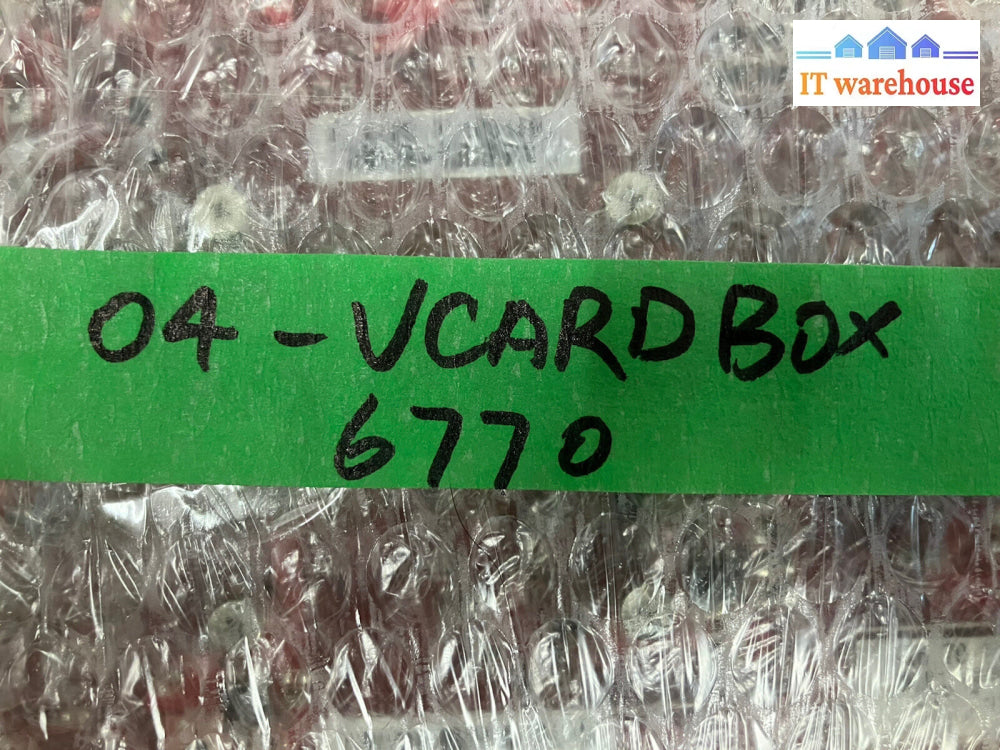 IT warehouse
04 - VCARD BOX
6770